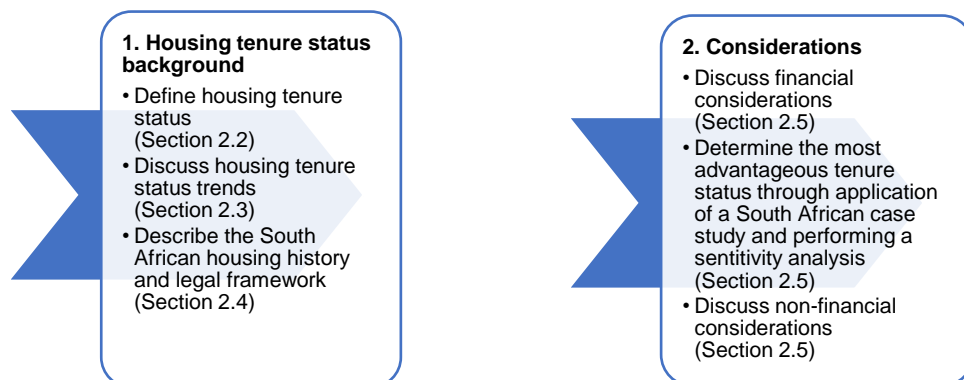 1. Housing tenure status
background
• Define housing tenure
status
(Section 2.2)
• Discuss housing tenure
status trends
(Section 2.3)
• Describe the South
African housing history
and legal framework
(Section 2.4)
2. Considerations
• Discuss financial
considerations
(Section 2.5)
• Determine the most
advantageous tenure
status through application
of a South African case
study and performing a
sentitivity analysis
(Section 2.5)
• Discuss non-financial
considerations
(Section 2.5)